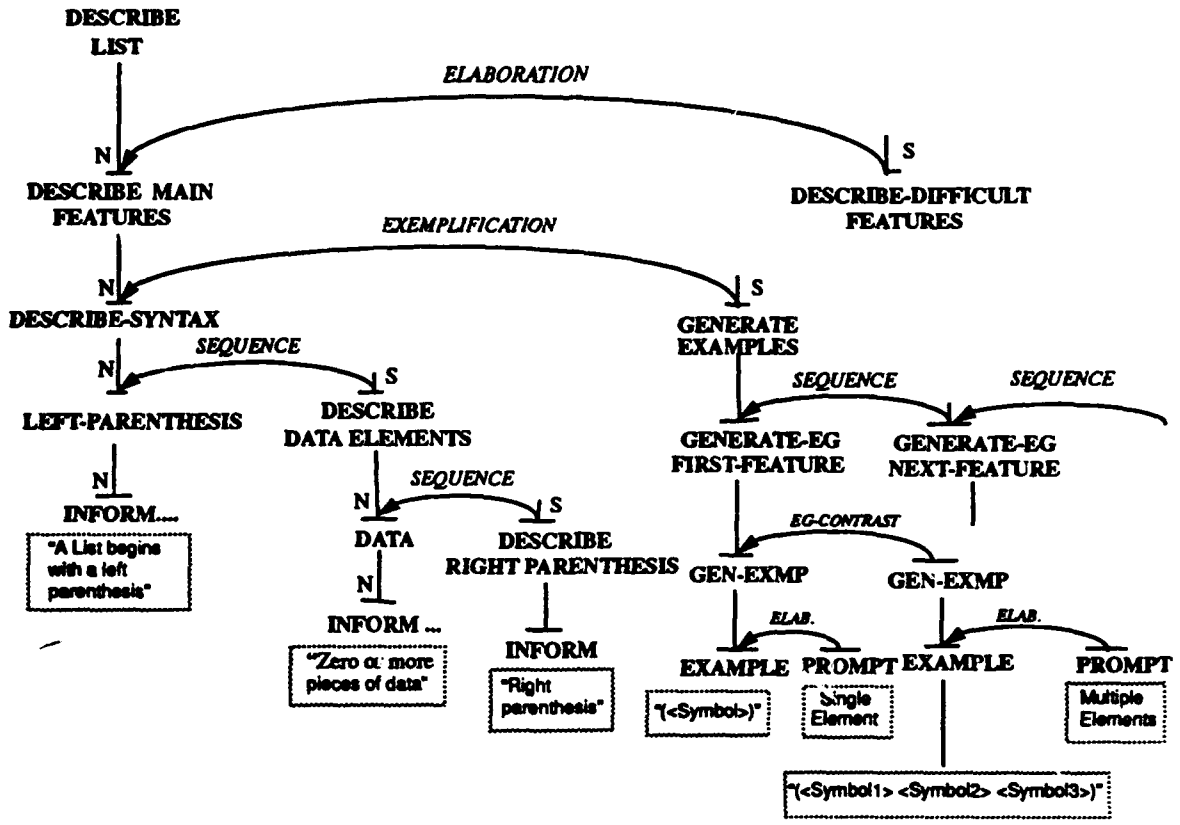 DESCRIBE
LIST
ELABORATION
N
S
DESCRIBE MAIN
FEATURES
DESCRIBE-DIFFICULT
FEATURES
EXEMPLIFICATION
N
S
DESCRIBE-SYNTAX
GENERATE
EXAMPLES
N
SEQUENCE
S
SEQUENCE
SEQUENCE
LEFT-PARENTHESIS
DESCRIBE
DATA ELEMENTS
GENERATE-EG
FIRST-FEATURE
GENERATE-EG
NEXT-FEATURE
N
INFORM....
"A List begins
with a left
parenthesis"
N
SEQUENCE
S
DATA
DESCRIBE
RIGHT PARENTHESIS
EG-CONTRAST
GEN-EXMP
GEN-EXMP
N
INFORM ...
"Zero or more
pieces of data"
INFORM
"Right
parenthesis"
ELAB.
ELAB.
EXAMPLE
PROMPT
EXAMPLE
PROMPT
"(<Symbol>)"
Single
Element
Multiple
Elements
"(<Symbol1> <Symbol2> <Symbol3>)"